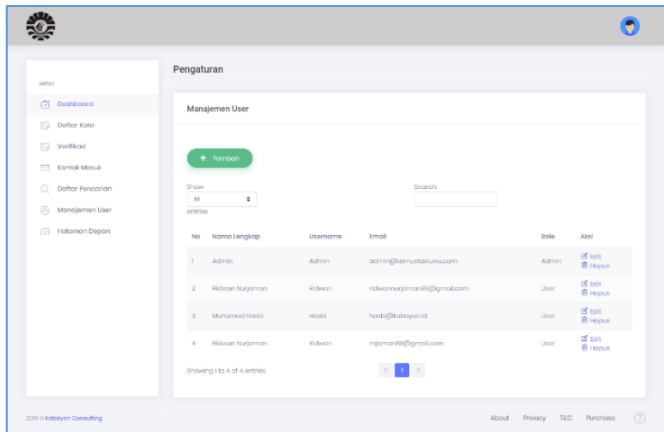 Pengaturan
MENU
Dashboard
Daftar Kata
Verifikasi
Kontak Masuk
Daftar Pencarian
Manajemen User
Halaman Depan
Manajemen User
+ Tambah
Show
10
entries
Search:
No Nama Lengkap Username Email Role Aksi
1 Admin Admin admin@kamustasluwu.com Admin Edit
Hapus
2 Ridwan Nurjaman Ridwan ridwannurjaman89@gmail.com User Edit
Hapus
3 Muhamad Hasbi Hasbi hasbi@kabayan.id User Edit
Hapus
4 Ridwan Nurjaman Ridwan mjaman88@gmail.com User Edit
Hapus
Showing 1 to 4 of 4 entries
< 1 >
2019 © Kabayan Consulting
About Privacy T&C Purchase